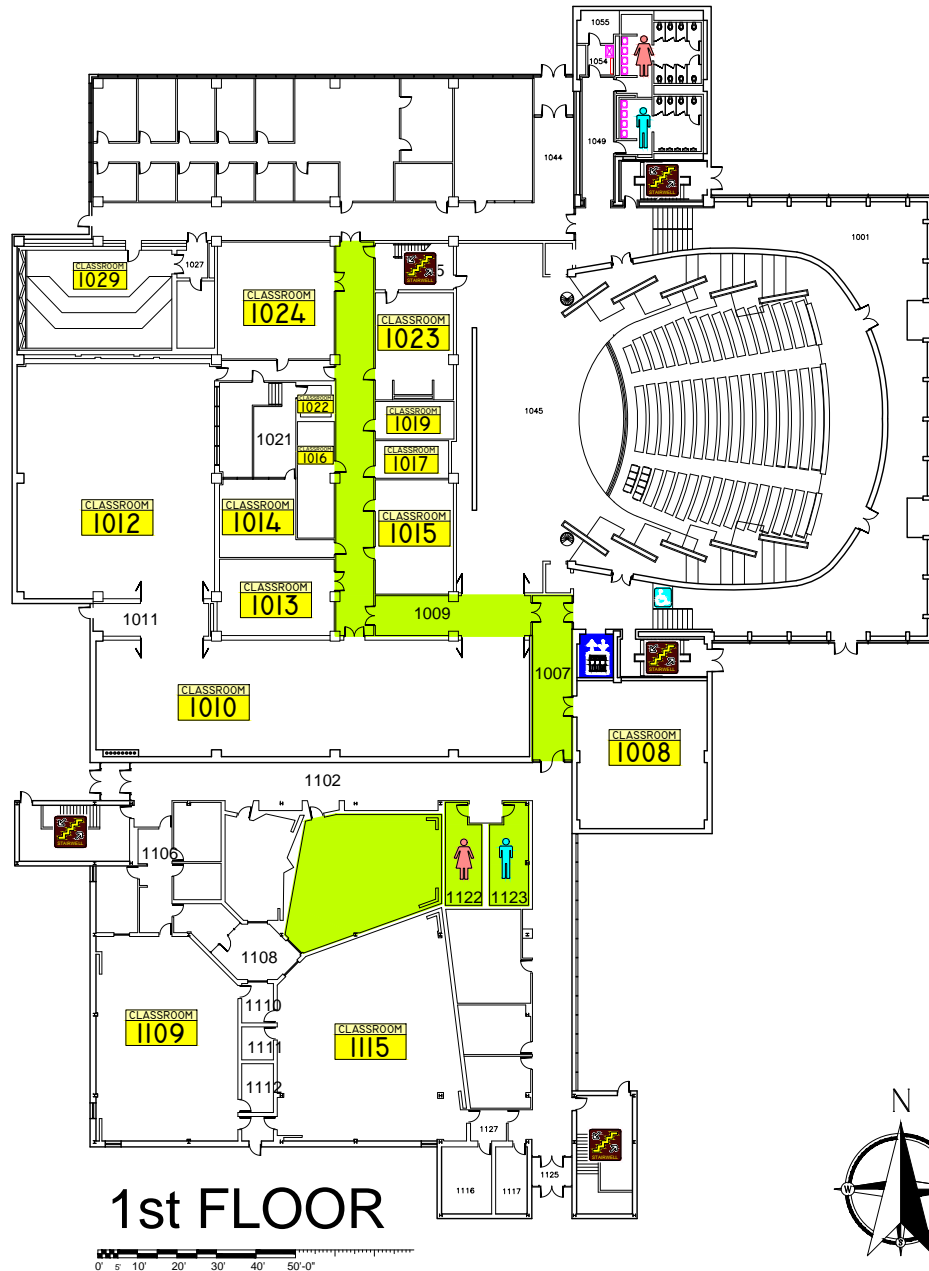 1055
1054
1049
1044
STAIRWELL
1001
CLASSROOM
1029
1027
CLASSROOM
1024
5
STAIRWELL
CLASSROOM
1023
CLASSROOM
1022
CLASSROOM
1019
1045
1021
CLASSROOM
1016
CLASSROOM
1017
CLASSROOM
1012
CLASSROOM
1014
CLASSROOM
1015
CLASSROOM
1013
1009
1011
1007
STAIRWELL
CLASSROOM
1010
CLASSROOM
1008
1102
STAIRWELL
1106
1122
1123
1108
1110
CLASSROOM
1109
1111
CLASSROOM
1115
1112
1127
STAIRWELL
1116
1117
1125
N
W
S
1st FLOOR
0' 5' 10' 20' 30' 40' 50'-0"